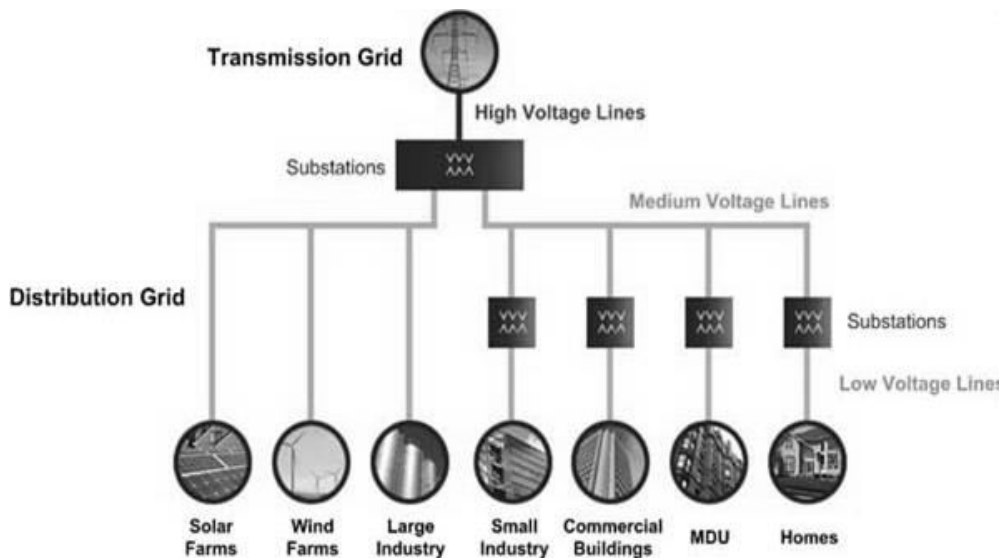 Transmission Grid
High Voltage Lines
Substations
Medium Voltage Lines
Distribution Grid
Substations
Low Voltage Lines
Solar
Farms
Wind
Farms
Large
Industry
Small
Industry
Commercial
Buildings
MDU
Homes